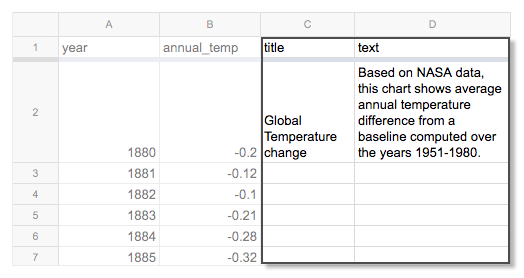 A B C D
1 year annual_temp title text
2 1880 -0.2 Global
Temperature
change
Based on NASA data,
this chart shows average
annual temperature
difference from a
baseline computed over
the years 1951-1980.
3 1881 -0.12
4 1882 -0.1
5 1883 -0.21
6 1884 -0.28
7 1885 -0.32